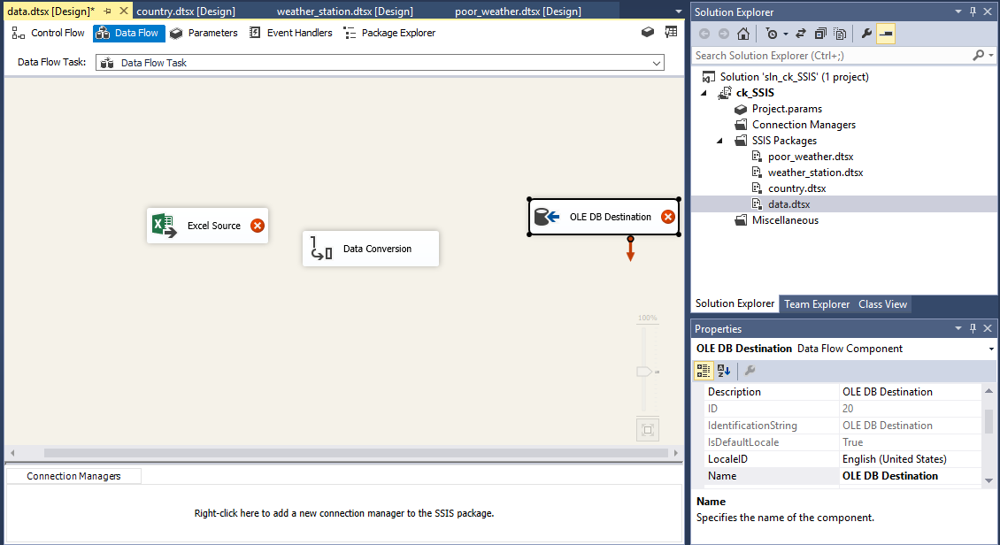 data.dtsx [Design]* country.dtsx [Design] weather_station.dtsx [Design] poor_weather.dtsx [Design]
Control Flow Data Flow Parameters Event Handlers Package Explorer
Data Flow Task: Data Flow Task
Excel Source
Data Conversion
OLE DB Destination
100%
Connection Managers
Right-click here to add a new connection manager to the SSIS package.
Solution Explorer
Search Solution Explorer (Ctrl+;)
Solution 'sln_ck_SSIS' (1 project)
ck_SSIS
Project.params
Connection Managers
SSIS Packages
poor_weather.dtsx
weather_station.dtsx
country.dtsx
data.dtsx
Miscellaneous
Solution Explorer Team Explorer Class View
Properties
OLE DB Destination Data Flow Component
Description OLE DB Destination
ID 20
IdentificationString OLE DB Destination
IsDefaultLocale True
LocaleID English (United States)
Name OLE DB Destination
Name
Specifies the name of the component.